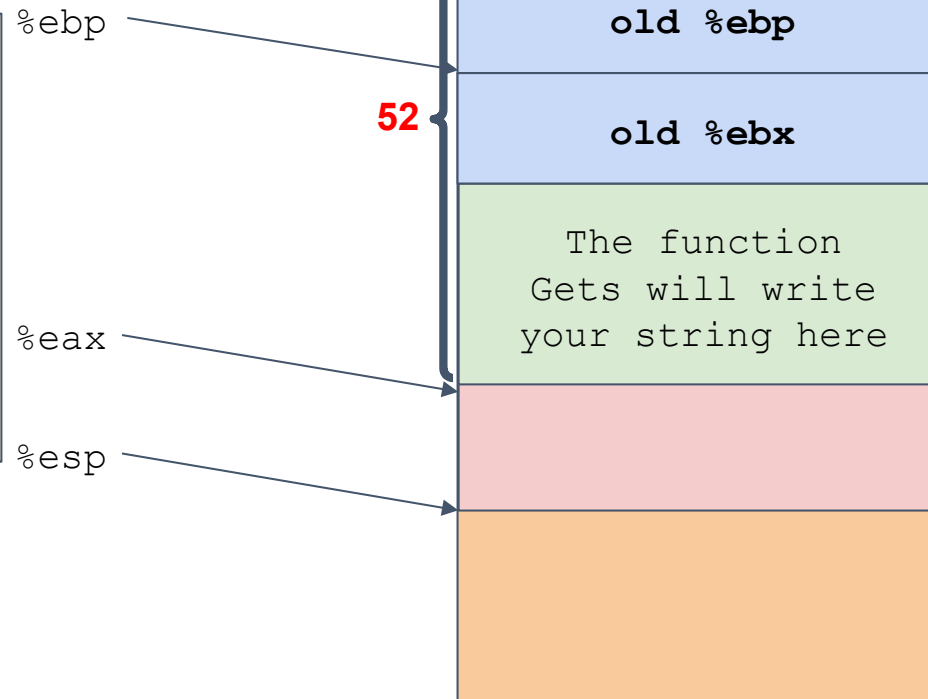 %ebp
old %ebp
52
old %ebx
The function
Gets will write
your string here
%eax
%esp